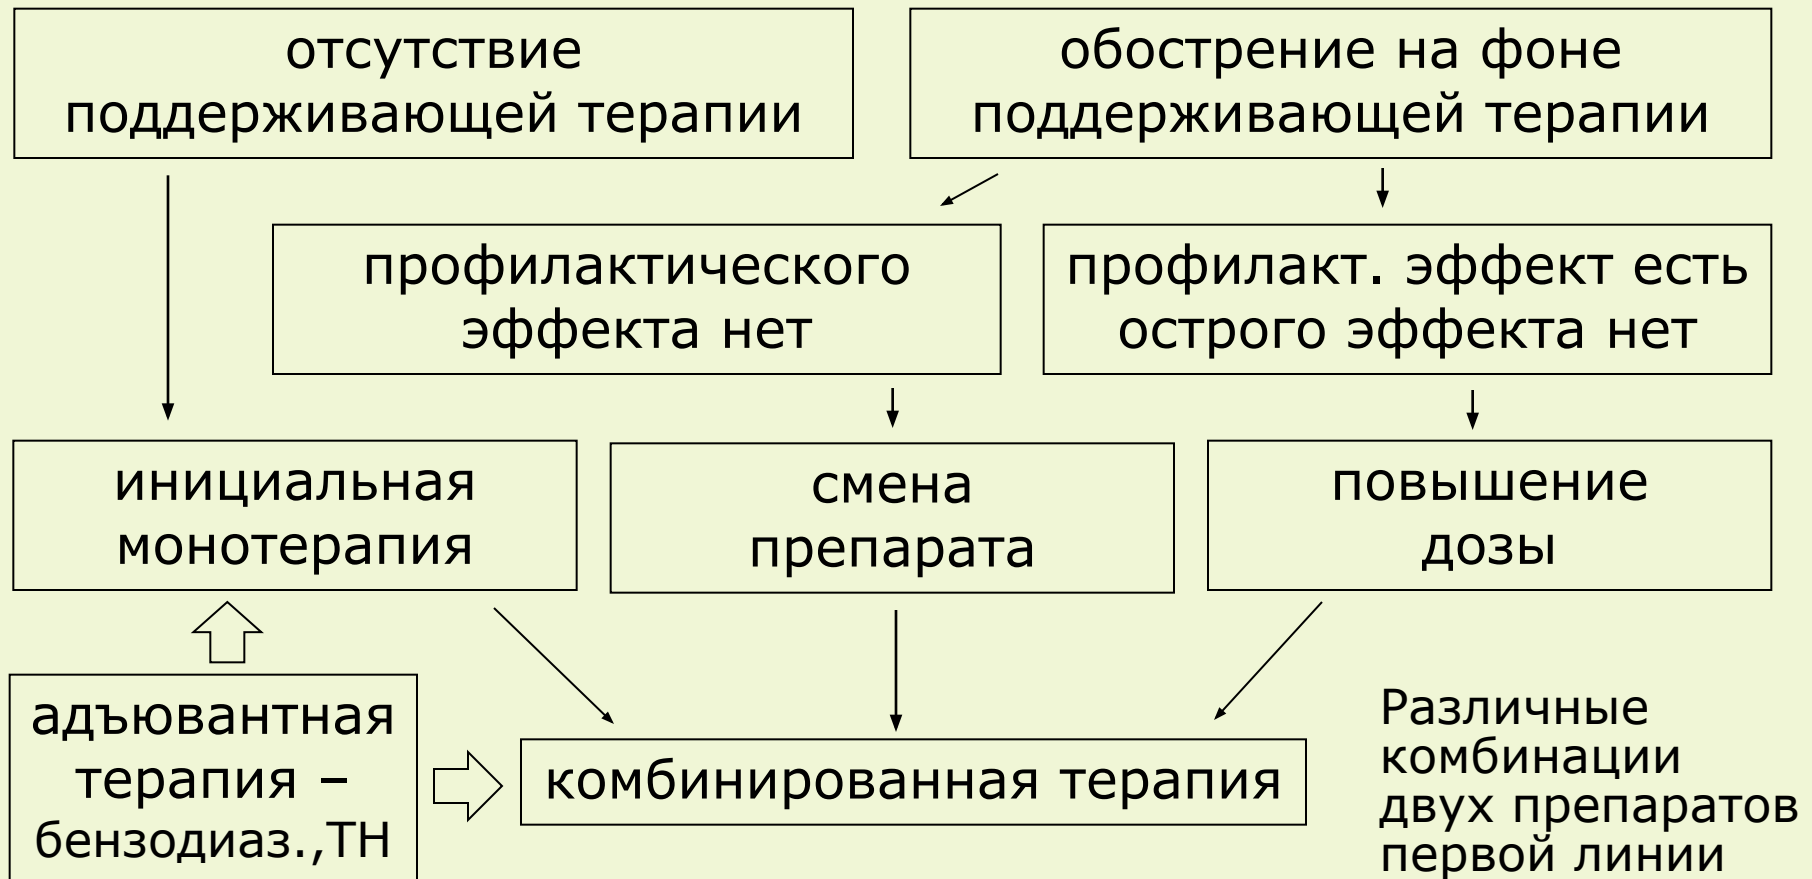 отсутствие
поддерживающей терапии
обострение на фоне
поддерживающей терапии
профилактического
эффекта нет
профилакт. эффект есть
острого эффекта нет
инициальная
монотерапия
смена
препарата
повышение
дозы
адъювантная
терапия –
бензодиаз.,ТН
комбинированная терапия
Различные
комбинации
двух препаратов
первой линии